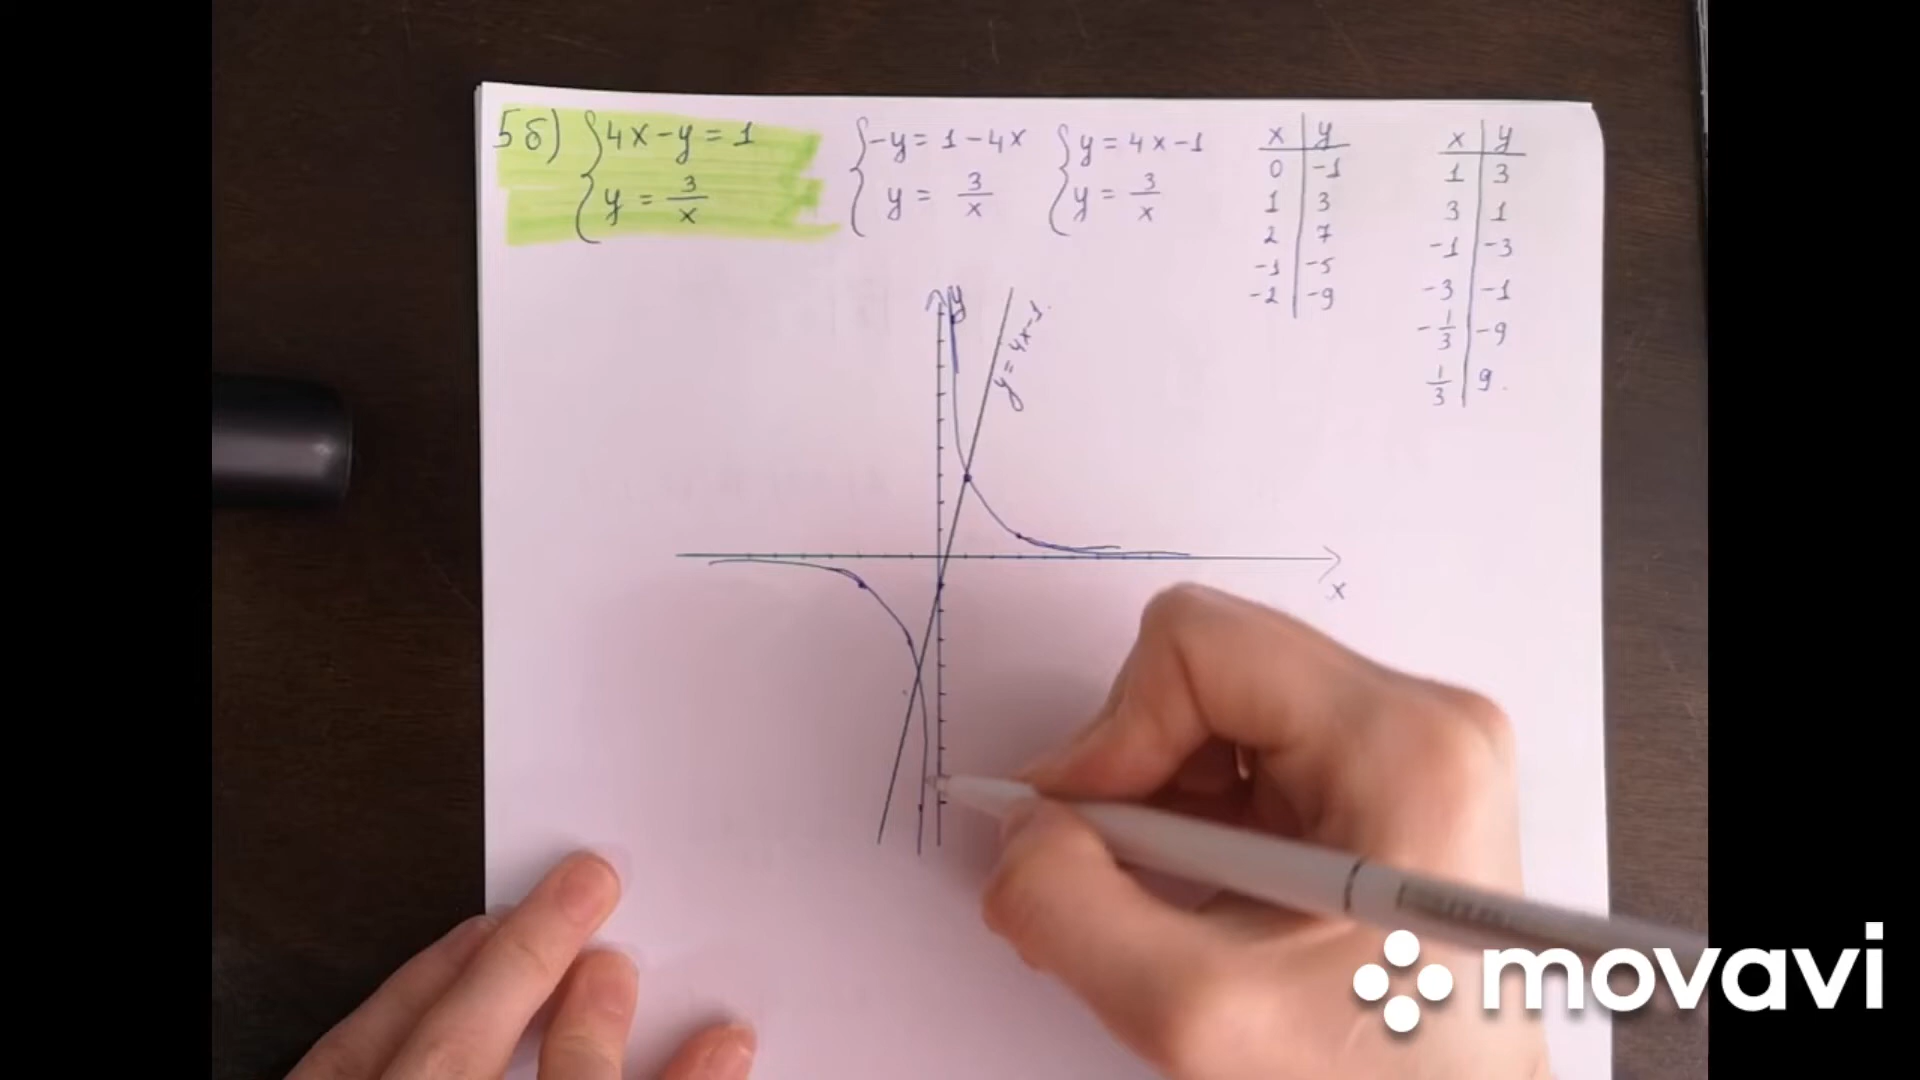 5б) { 4x - y = 1
y = 3/x
{ -y = 1 - 4x
y = 3/x
{ y = 4x - 1
y = 3/x
x | y
0 | -1
1 | 3
2 | 7
-1 | -5
-2 | -9
x | y
1 | 3
3 | 1
-1 | -3
-3 | -1
-1/3 | -9
1/3 | 9.
y
y = 4x-1.
x
movavi